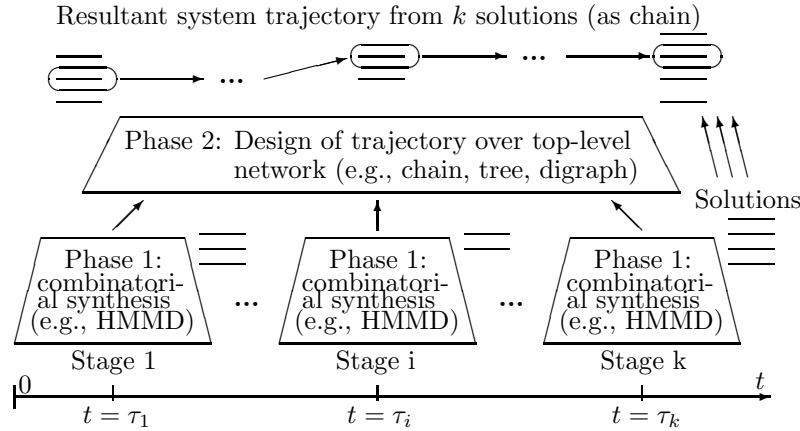 Resultant system trajectory from k solutions (as chain)
... ...
Phase 2: Design of trajectory over top-level
network (e.g., chain, tree, digraph)
Solutions
Phase 1: Phase 1: Phase 1:
combinatori- combinatori- combinatori-
al synthesis ... al synthesis ... al synthesis
(e.g., HMMD) (e.g., HMMD) (e.g., HMMD)
Stage 1 Stage i Stage k
0 t
t = τ₁ t = τᵢ t = τₖ